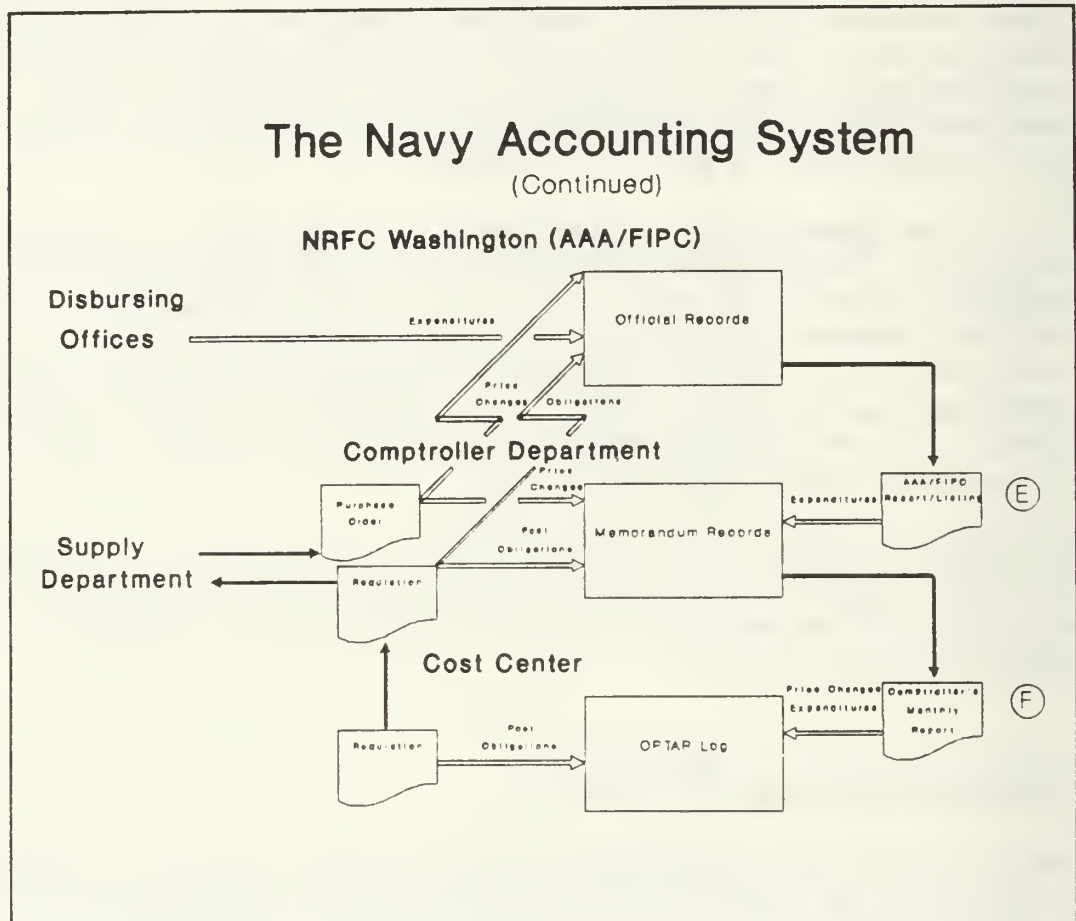 The Navy Accounting System
(Continued)
NRFC Washington (AAA/FIPC)
Disbursing
Offices
Expenditures
Official Records
Price
Changes
Obligations
Comptroller Department
Price
Changes
Purchase
Order
Supply
Department
Requisition
Post
Obligations
Memorandum Records
Expenditures
AAA/FIPC
Report/Listing
E
Cost Center
Requisition
Post
Obligations
OPTAR Log
Price Changes
Expenditures
Comptroller's
Monthly
Report
F